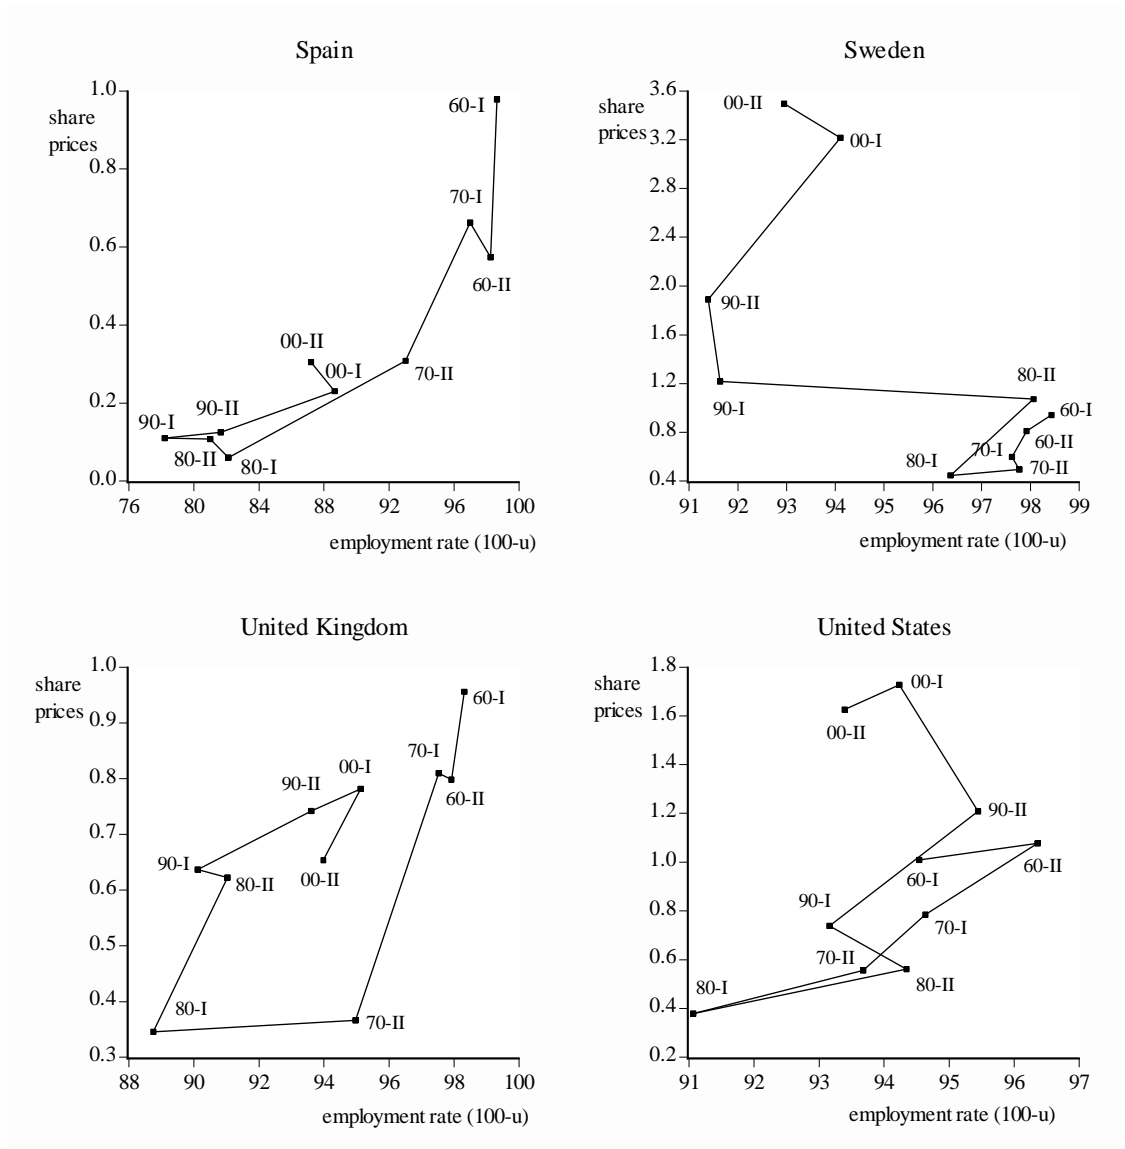 Spain
share
prices
1.0
0.8
0.6
0.4
0.2
0.0
60-I
70-I
60-II
00-II
00-I
70-II
90-I
90-II
80-II
80-I
76 80 84 88 92 96 100
employment rate (100-u)
Sweden
share
prices
3.6
3.2
2.8
2.4
2.0
1.6
1.2
0.8
0.4
00-II
00-I
90-II
80-II
90-I
60-I
60-II
70-I
80-I
70-II
91 92 93 94 95 96 97 98 99
employment rate (100-u)
United Kingdom
share
prices
1.0
0.9
0.8
0.7
0.6
0.5
0.4
0.3
60-I
70-I
00-I
90-II
60-II
90-I
00-II
80-II
80-I
70-II
88 90 92 94 96 98 100
employment rate (100-u)
United States
share
prices
1.8
1.6
1.4
1.2
1.0
0.8
0.6
0.4
0.2
00-I
00-II
90-II
60-I
60-II
90-I
70-I
70-II
80-II
80-I
91 92 93 94 95 96 97
employment rate (100-u)